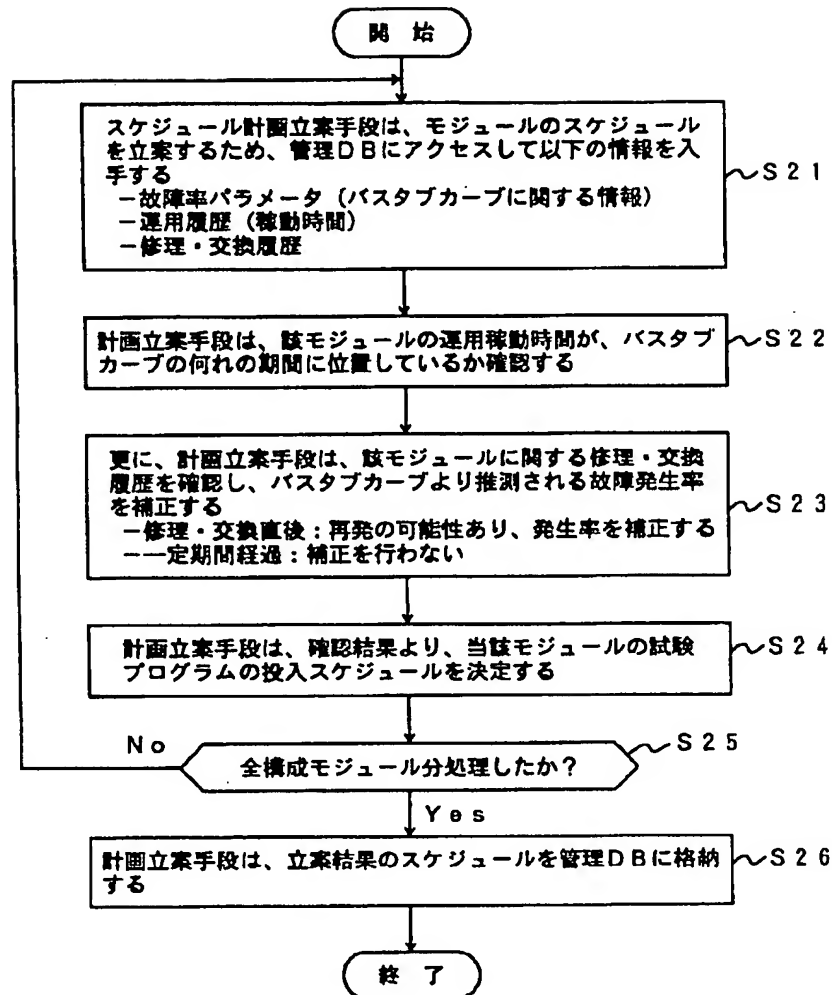 開 始
スケジュール計画立案手段は、モジュールのスケジュール
を立案するため、管理DBにアクセスして以下の情報を入
手する
－故障率パラメータ（バスタブカーブに関する情報）
－運用履歴（稼動時間）
－修理・交換履歴
～S21
計画立案手段は、該モジュールの運用稼動時間が、バスタブ
カーブの何れの期間に位置しているか確認する
～S22
更に、計画立案手段は、該モジュールに関する修理・交換
履歴を確認し、バスタブカーブより推測される故障発生率
を補正する
－修理・交換直後：再発の可能性あり、発生率を補正する
－一定期間経過：補正を行わない
～S23
計画立案手段は、確認結果より、当該モジュールの試験
プログラムの投入スケジュールを決定する
～S24
No
全構成モジュール分処理したか？
～S25
Yes
計画立案手段は、立案結果のスケジュールを管理DBに格納
する
～S26
終 了